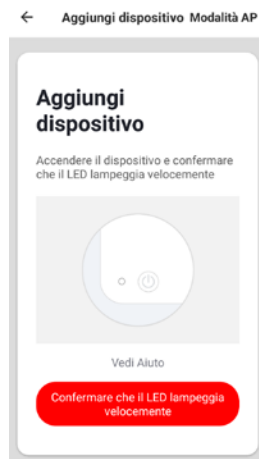 Aggiungi dispositivo Modalità AP
Aggiungi
dispositivo
Accendere il dispositivo e confermare
che il LED lampeggia velocemente
Vedi Aiuto
Confermare che il LED lampeggia
velocemente